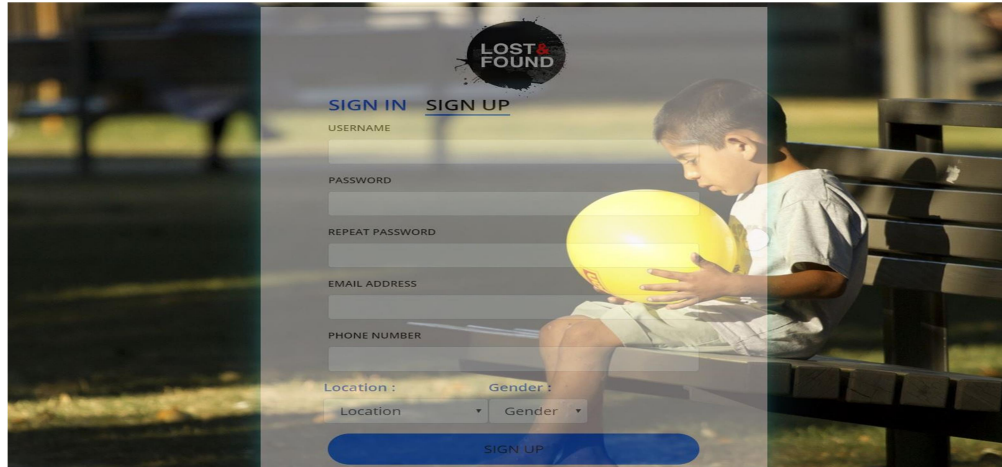 LOST&
FOUND
SIGN IN SIGN UP
USERNAME
PASSWORD
REPEAT PASSWORD
EMAIL ADDRESS
PHONE NUMBER
Location : Gender :
Location Gender
SIGN UP